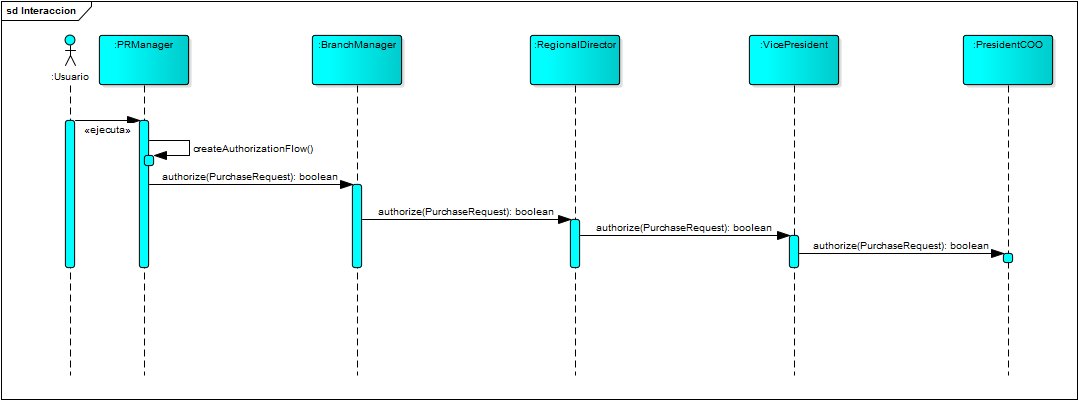 sd Interaccion
:Usuario
:PRManager
:BranchManager
:RegionalDirector
:VicePresident
:PresidentCOO
«ejecuta»
createAuthorizationFlow()
authorize(PurchaseRequest): boolean
authorize(PurchaseRequest): boolean
authorize(PurchaseRequest): boolean
authorize(PurchaseRequest): boolean